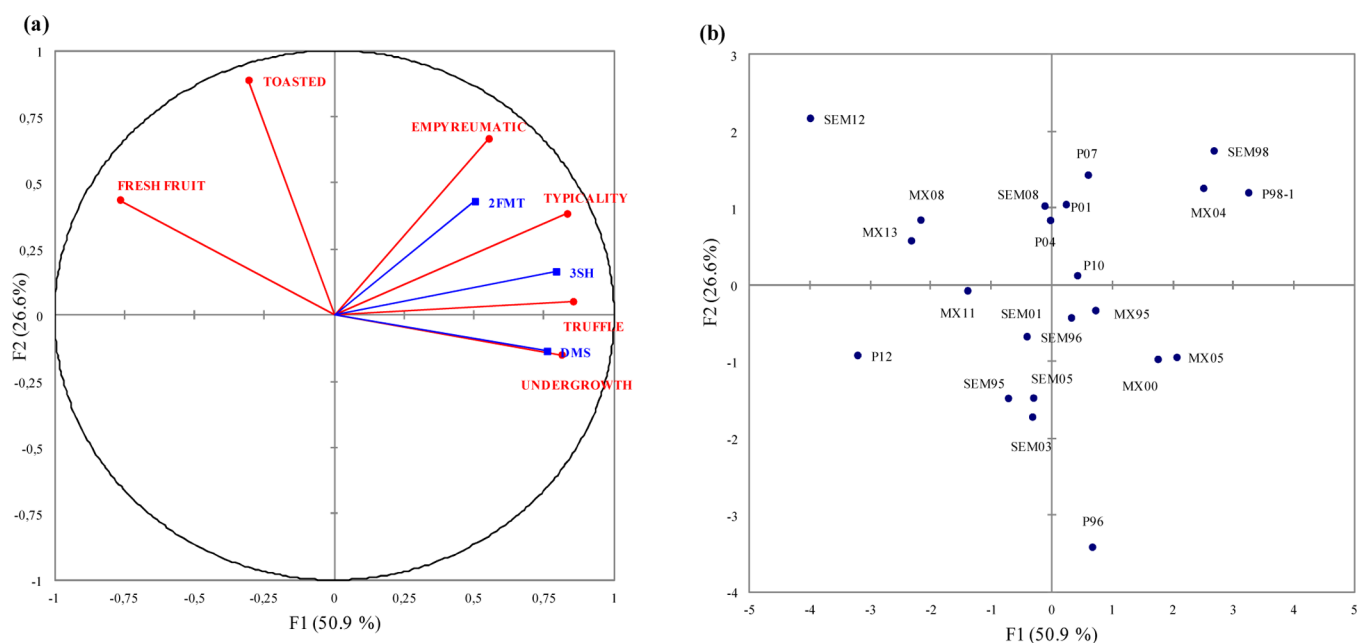 (a)
1
0,75
0,5
0,25
0
-0,25
-0,5
-0,75
-1
F2 (26.6%)
TOASTED
EMPYREUMATIC
FRESH FRUIT
TYPICALITY
2FMT
3SH
TRUFFLE
DMS
UNDERGROWTH
-1
-0,75
-0,5
-0,25
0
0,25
0,5
0,75
1
F1 (50.9 %)
(b)
3
2
1
0
-1
-2
-3
-4
F2 (26.6%)
SEM12
P07
SEM98
MX08
SEM08
P01
P98-1
MX04
MX13
P04
P10
MX11
SEM01
MX95
SEM96
P12
MX05
MX00
SEM95
SEM05
SEM03
P96
-5
-4
-3
-2
-1
0
1
2
3
4
5
F1 (50.9 %)